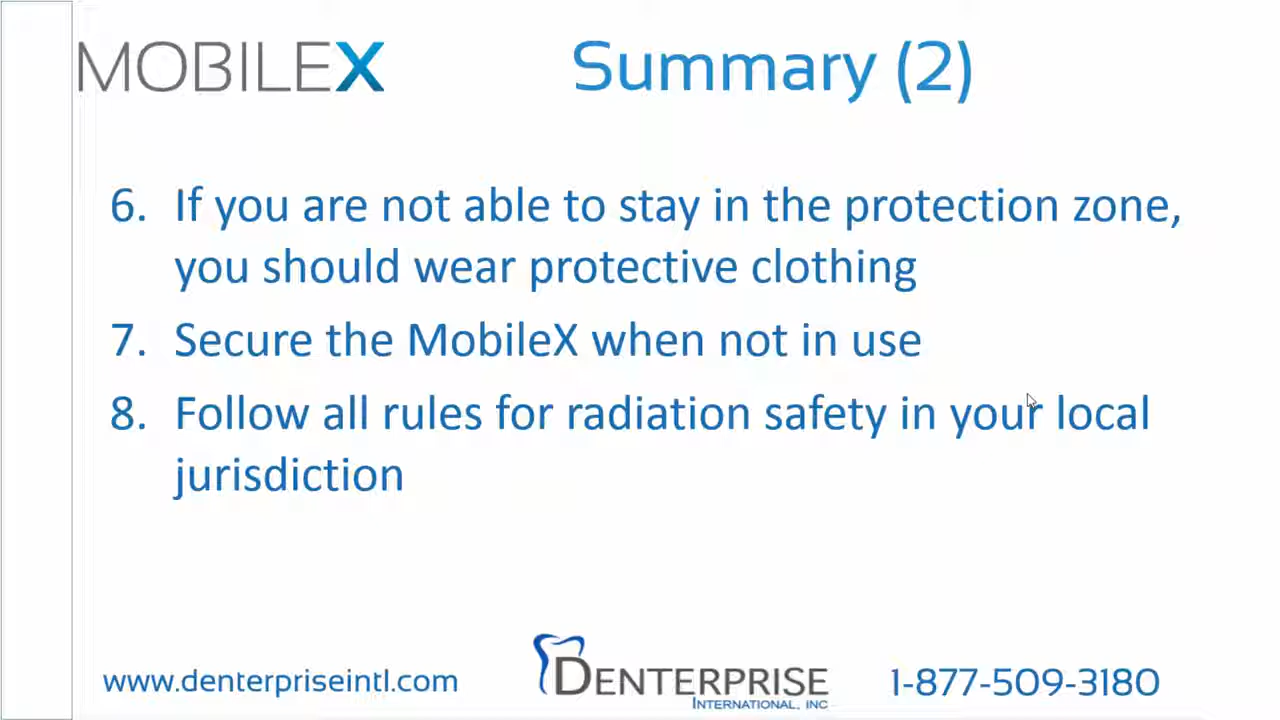 MOBILEX
Summary (2)
6. If you are not able to stay in the protection zone,
you should wear protective clothing
7. Secure the MobileX when not in use
8. Follow all rules for radiation safety in your local
jurisdiction
www.denterpriseintl.com
DENTERPRISE
INTERNATIONAL, INC
1-877-509-3180